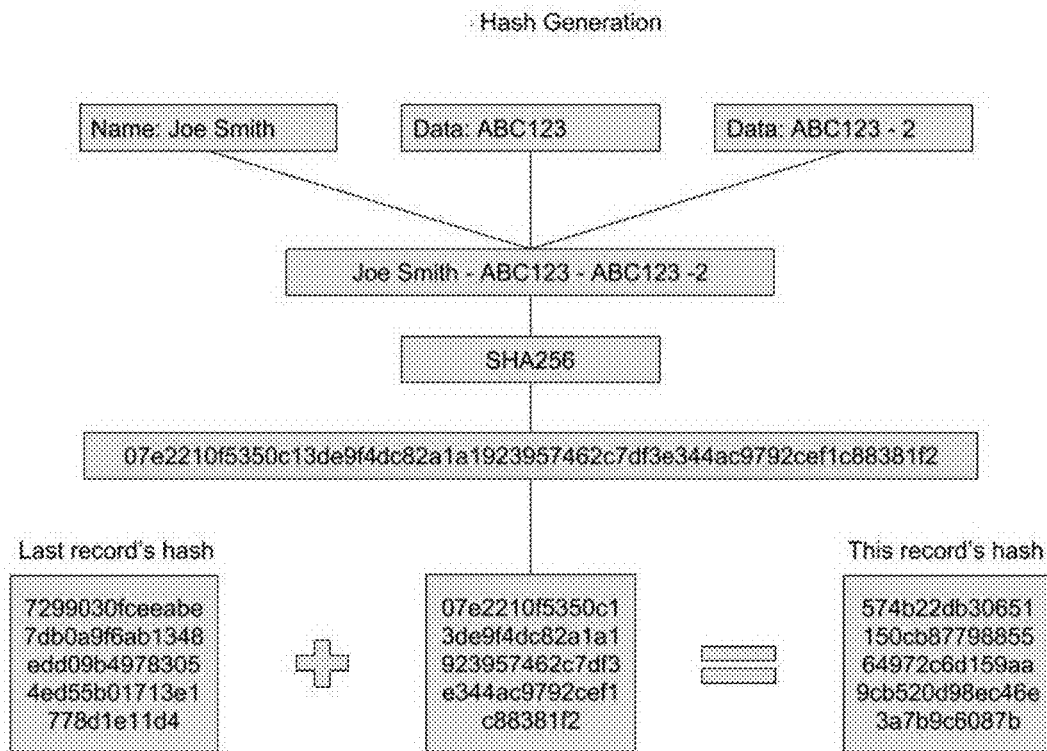 Hash Generation
Name: Joe Smith
Data: ABC123
Data: ABC123 - 2
Joe Smith - ABC123 - ABC123 -2
SHA256
07e2210f5350c13de9f4dc82a1a1923957462c7df3e344ac9792cef1c88381f2
Last record's hash
7299030fceeabe
7db0a9f6ab1348
edd09b4978305
4ed55b01713e1
778d1e11d4
07e2210f5350c1
3de9f4dc82a1a1
923957462c7df3
e344ac9792cef1
c88381f2
This record's hash
574b22db30651
150cb87798855
64972c6d159aa
9cb520d98ec46e
3a7b9c6087b